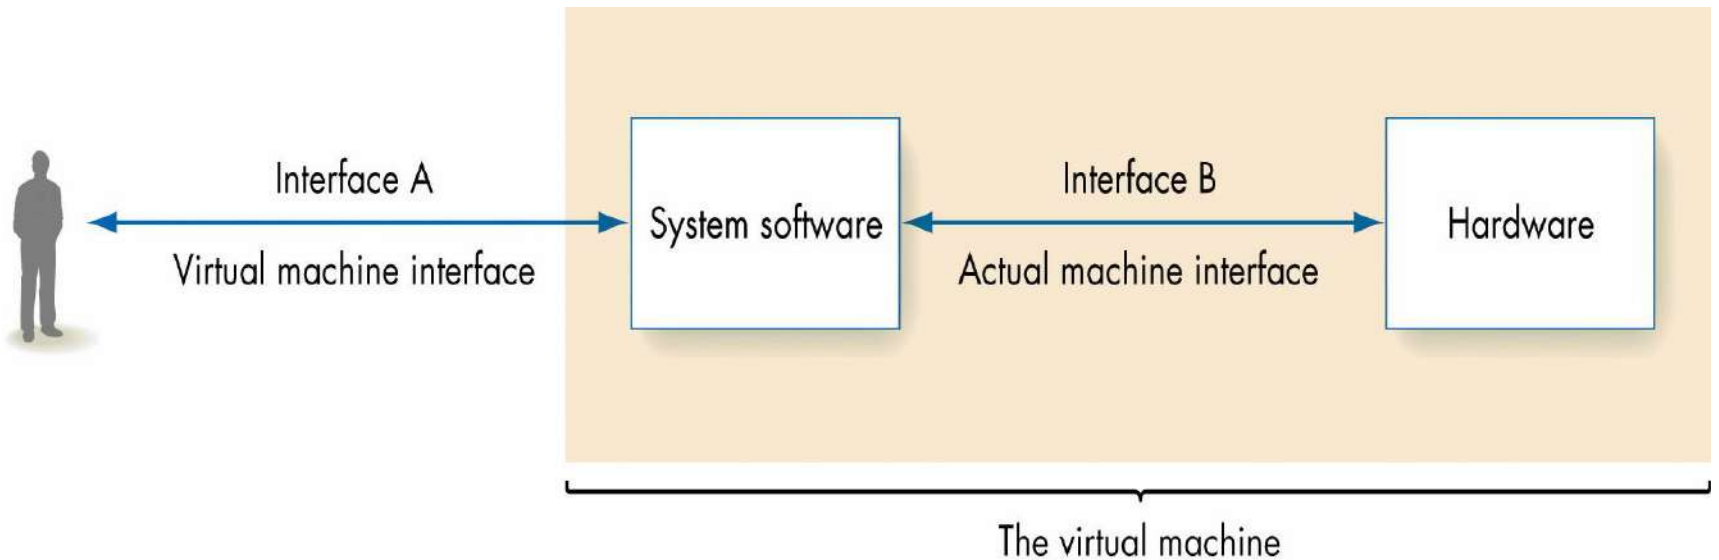 Interface A
Virtual machine interface
System software
Interface B
Actual machine interface
Hardware
The virtual machine